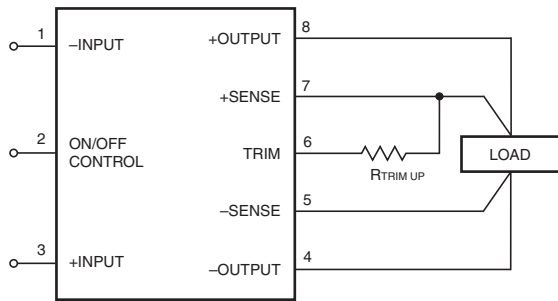 1
–INPUT
+OUTPUT
8
+SENSE
7
2
ON/OFF
CONTROL
TRIM
6
RTRIM UP
LOAD
–SENSE
5
3
+INPUT
–OUTPUT
4